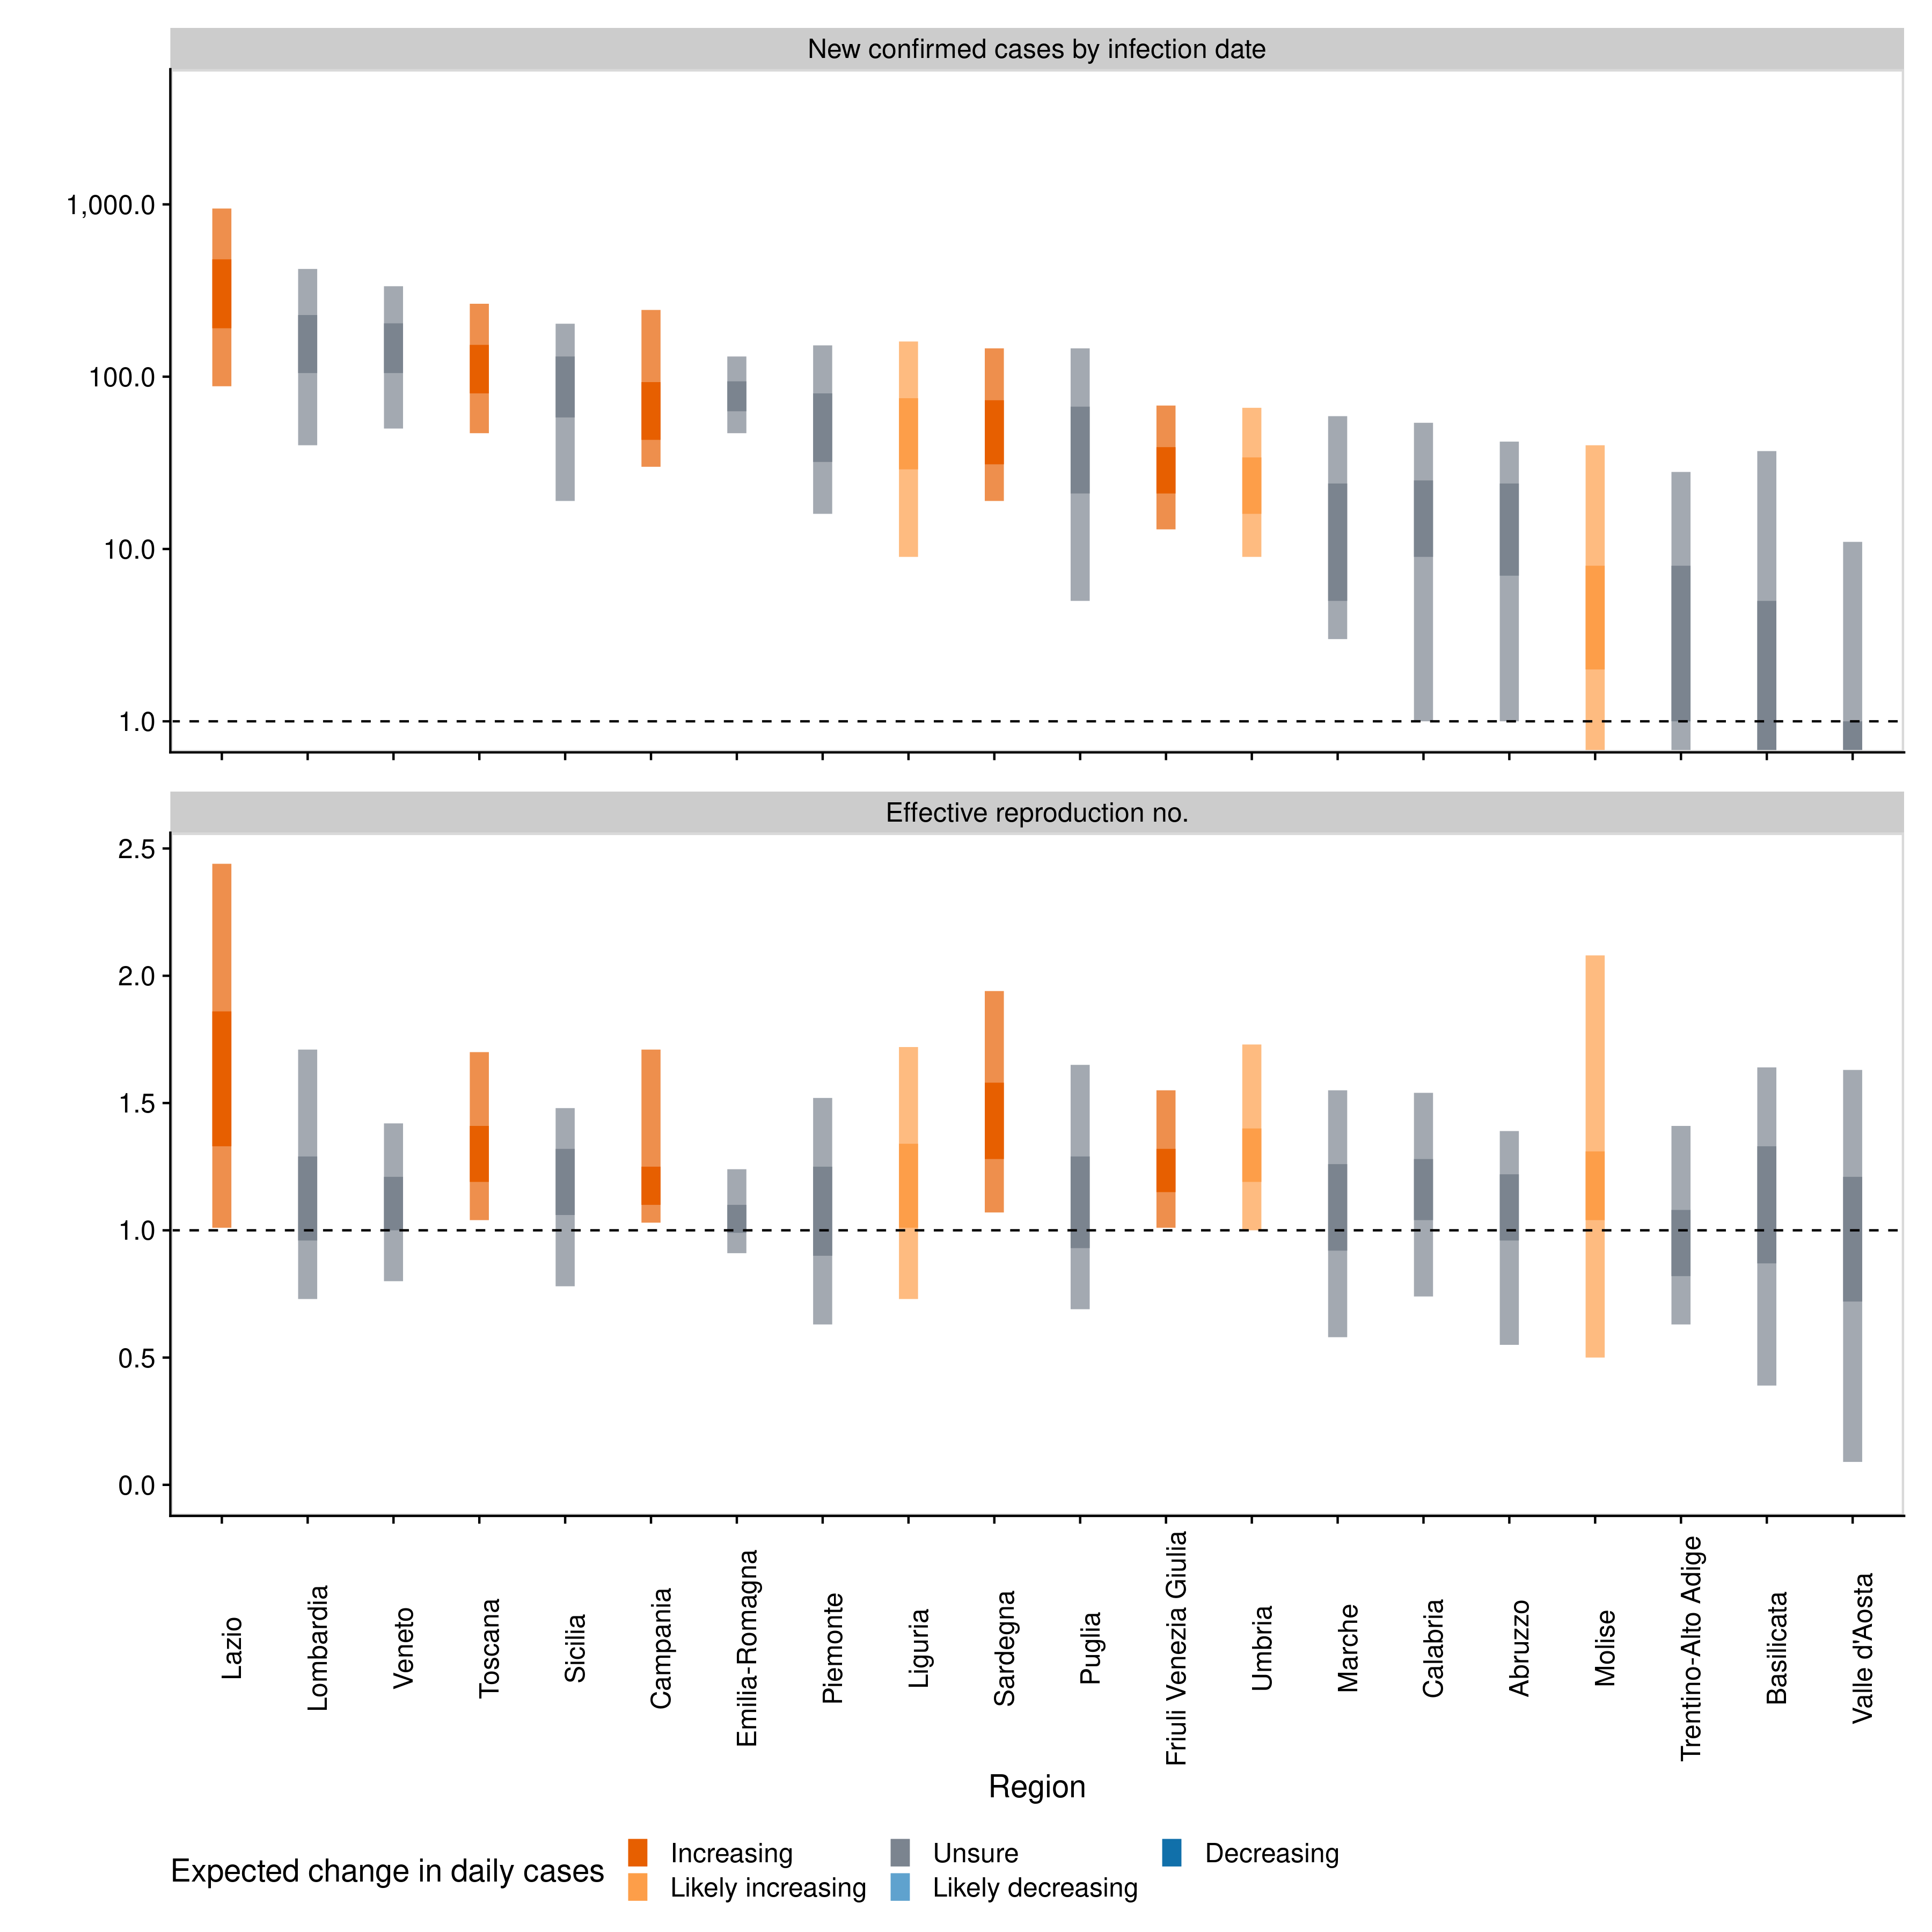 New confirmed cases by infection date
1,000.0
100.0
10.0
1.0
Effective reproduction no.
2.5
2.0
1.5
1.0
0.5
0.0
Lazio
Lombardia
Veneto
Toscana
Sicilia
Campania
Emilia-Romagna
Piemonte
Liguria
Sardegna
Puglia
Friuli Venezia Giulia
Umbria
Marche
Calabria
Abruzzo
Molise
Trentino-Alto Adige
Basilicata
Valle d'Aosta
Region
Expected change in daily cases
Increasing
Unsure
Decreasing
Likely increasing
Likely decreasing